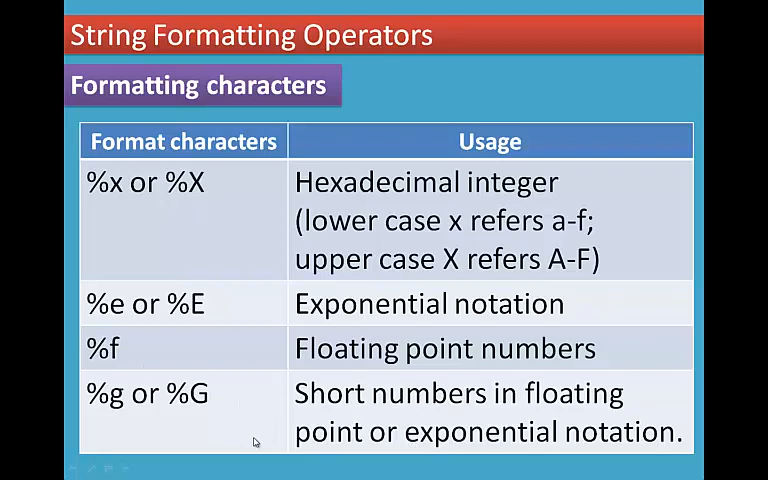 String Formatting Operators
Formatting characters
Format characters Usage
%x or %X Hexadecimal integer
(lower case x refers a-f;
upper case X refers A-F)
%e or %E Exponential notation
%f Floating point numbers
%g or %G Short numbers in floating
point or exponential notation.